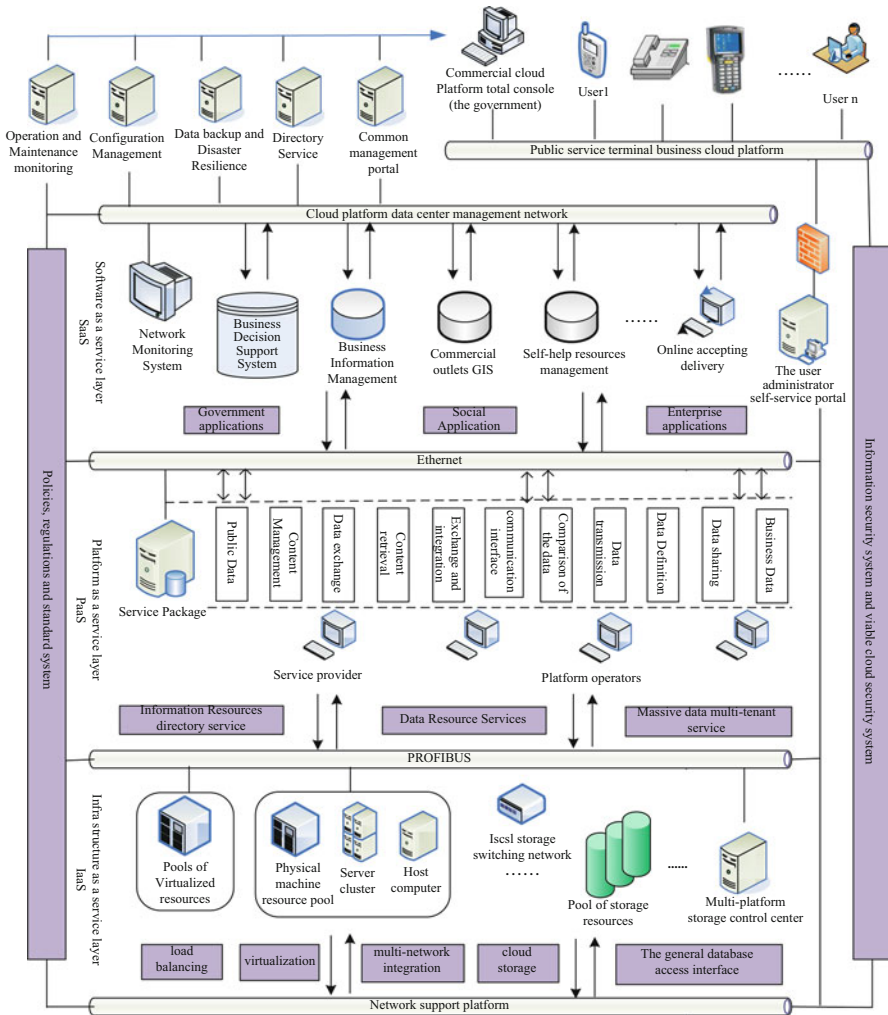 Commercial cloud
Platform total console
(the government)
User1
......
User n
Operation and
Maintenance
monitoring
Configuration
Management
Data backup and
Disaster
Resilience
Directory
Service
Common
management
portal
Public service terminal business cloud platform
Cloud platform data center management network
Software as a service layer
SaaS
Network
Monitoring
System
Business
Decision
Support
System
Business
Information
Management
Commercial
outlets GIS
Self-help resources
management
......
Online accepting
delivery
The user
administrator
self-service portal
Government
applications
Social
Application
Enterprise
applications
Ethernet
Policies, regulations and standard system
Information security system and viable cloud security system
Platform as a service layer
PaaS
Service Package
Public Data
Content
Management
Data exchange
Content
retrieval
Exchange and
integration
communication
interface
Comparison of
the data
Data
transmission
Data Definition
Data sharing
Business Data
Service provider
Platform operators
Information Resources
directory service
Data Resource Services
Massive data multi-tenant
service
PROFIBUS
Infra structure as a service layer
IaaS
Pools of
Virtualized
resources
Physical
machine
resource pool
Server
cluster
Host
computer
Iscsl storage
switching network
......
Pool of storage
resources
......
Multi-platform
storage control center
load
balancing
virtualization
multi-network
integration
cloud
storage
The general database
access interface
Network support platform